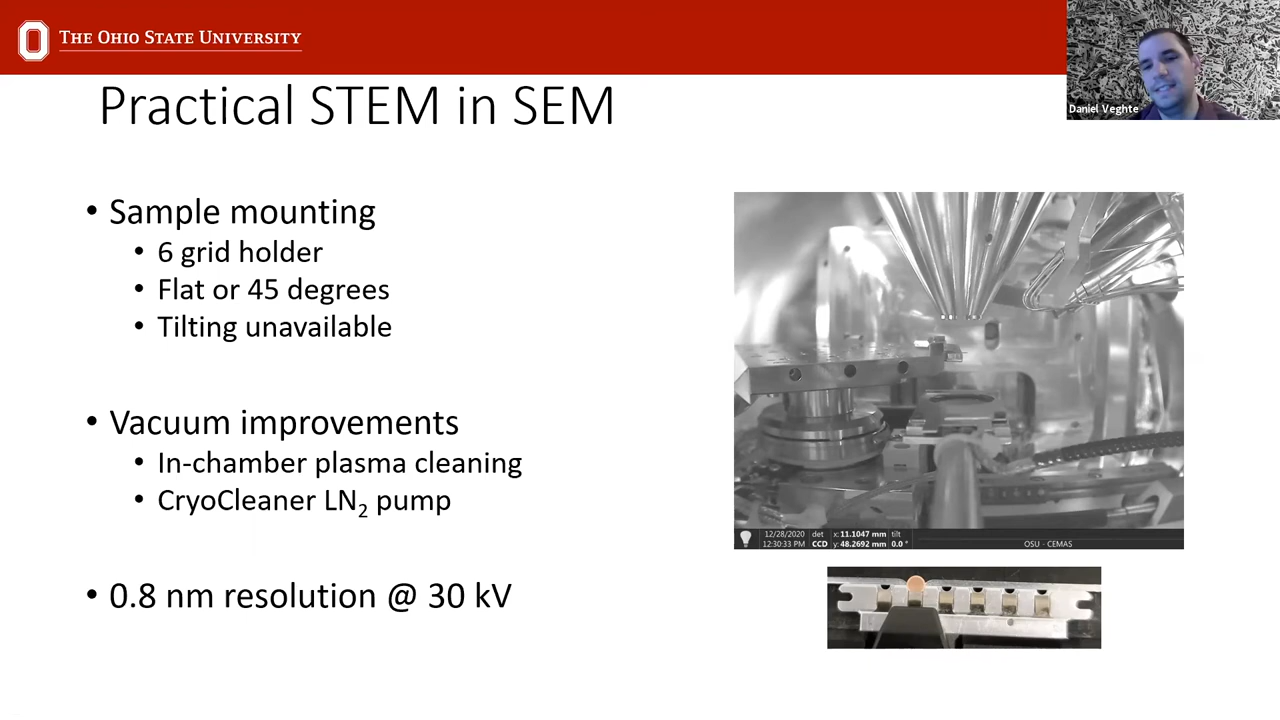 THE OHIO STATE UNIVERSITY
Daniel Veghte
Practical STEM in SEM
• Sample mounting
• 6 grid holder
• Flat or 45 degrees
• Tilting unavailable
• Vacuum improvements
• In-chamber plasma cleaning
• CryoCleaner LN2 pump
• 0.8 nm resolution @ 30 kV
12/28/2020 det x: 11.1047 mm tilt
12:30:33 PM CCD y: 48.2692 mm 0.0 ° OSU - CEMAS